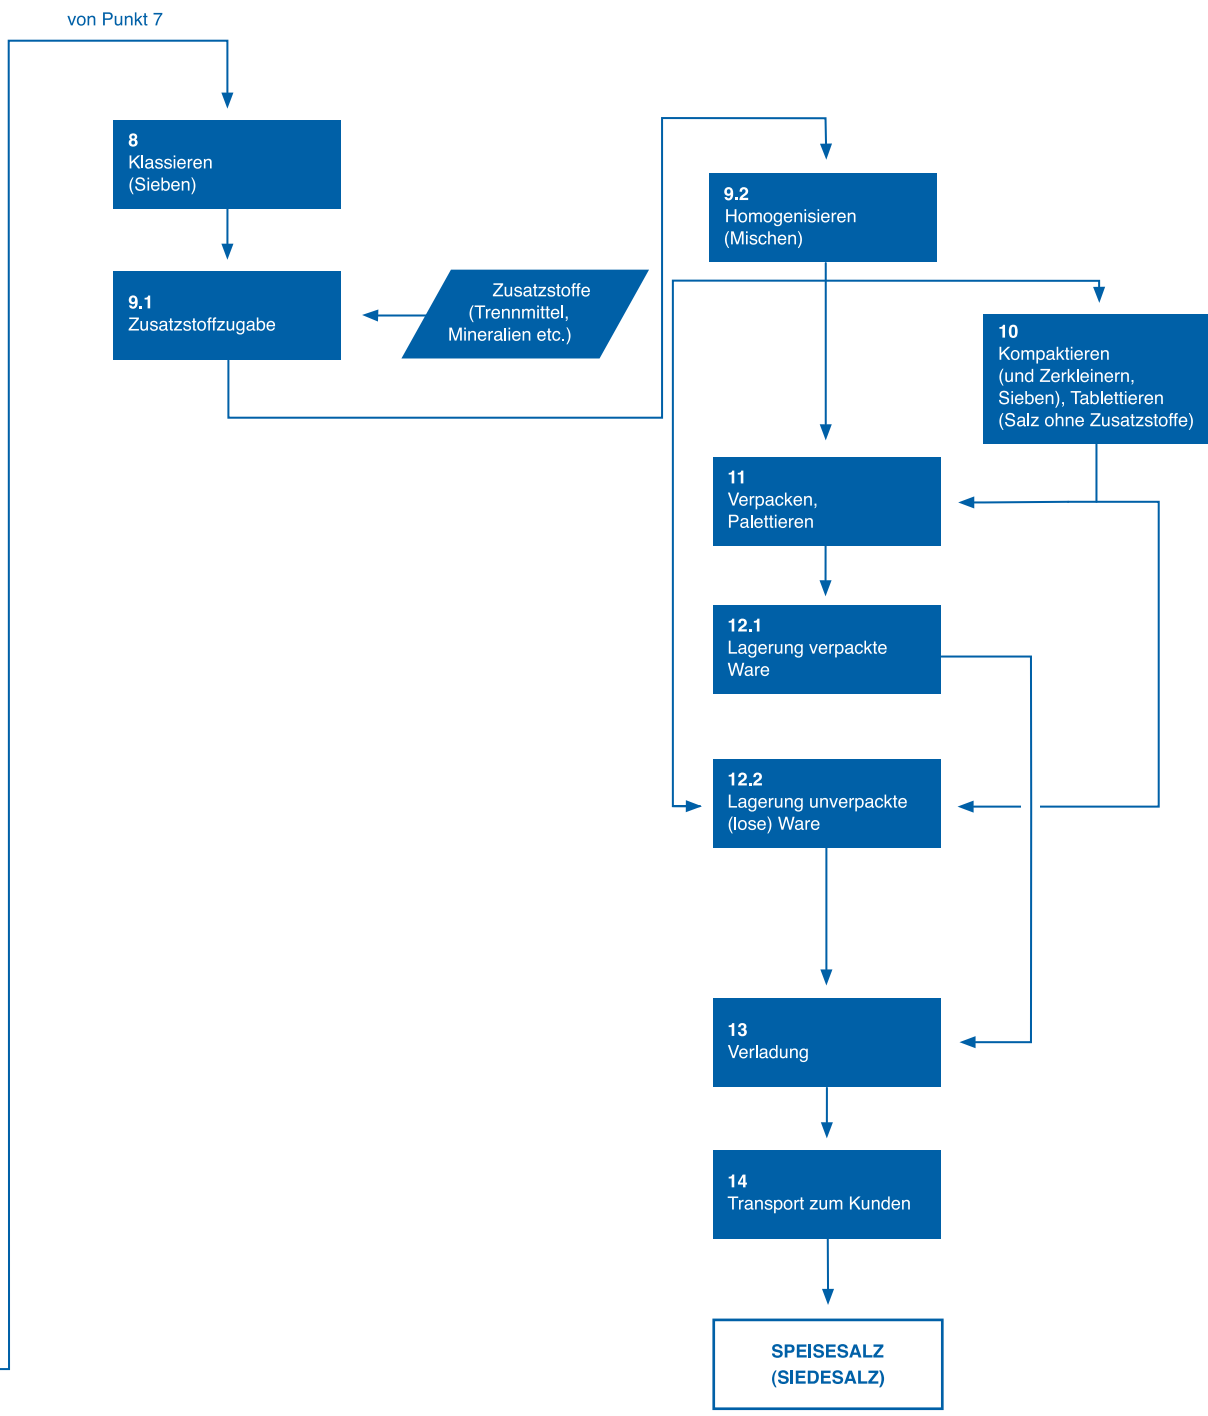 von Punkt 7
8
Klassieren
(Sieben)
9.1
Zusatzstoffzugabe
Zusatzstoffe
(Trennmittel,
Mineralien etc.)
9.2
Homogenisieren
(Mischen)
10
Kompaktieren
(und Zerkleinern,
Sieben), Tablettieren
(Salz ohne Zusatzstoffe)
11
Verpacken,
Palettieren
12.1
Lagerung verpackte
Ware
12.2
Lagerung unverpackte
(lose) Ware
13
Verladung
14
Transport zum Kunden
SPEISESALZ
(SIEDESALZ)